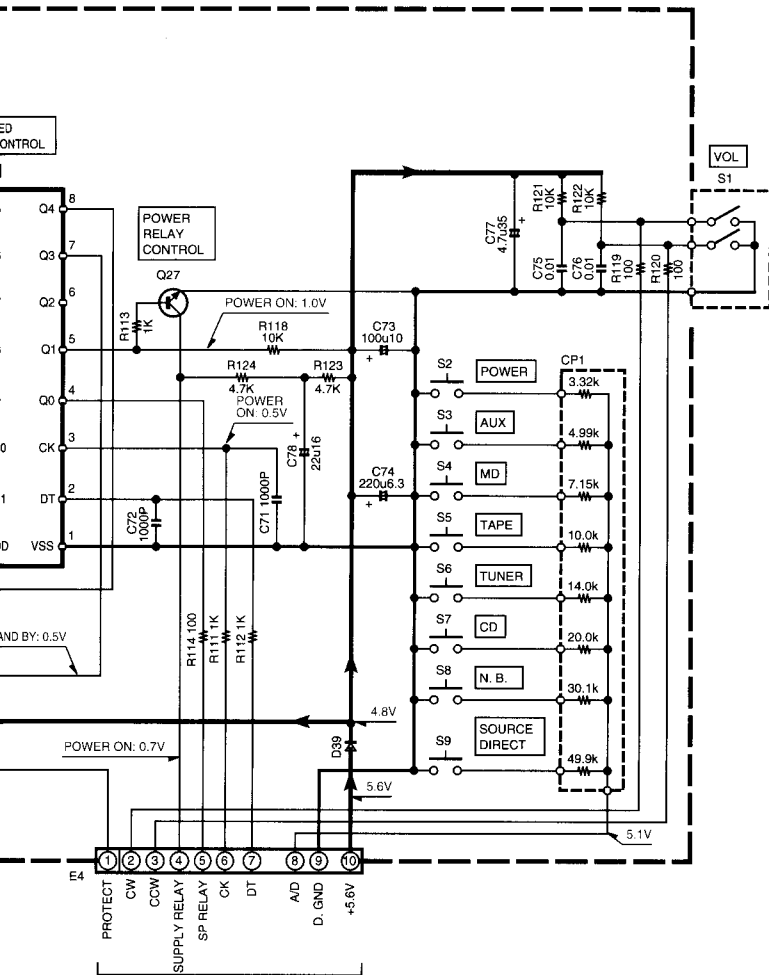 ED
ONTROL
VOL
S1
POWER
RELAY
CONTROL
Q27
R113
1K
POWER ON: 1.0V
R118
10K
R124
4.7K
R123
4.7K
POWER
ON: 0.5V
C78
22u16
C71 1000P
C72
1000P
C73
100u10
+
C74
220u6.3
+
C77
4.7u35
+
R121
10K
R122
10K
C75
0.01
C76
0.01
R119
100
R120
100
Q4 8
Q3 7
Q2 6
Q1 5
Q0 4
CK 3
DT 2
VSS 1
0
1
D
S2 POWER
S3 AUX
S4 MD
S5 TAPE
S6 TUNER
S7 CD
S8 N. B.
S9 SOURCE
DIRECT
CP1
3.32k
4.99k
7.15k
10.0k
14.0k
20.0k
30.1k
49.9k
R114 100
R111 1K
R112 1K
AND BY: 0.5V
POWER ON: 0.7V
4.8V
D39
5.6V
5.1V
E4
1 2 3 4 5 6 7 8 9 10
PROTECT
CW
CCW
SUPPLY RELAY
SP RELAY
CK
DT
A/D
D. GND
+5.6V